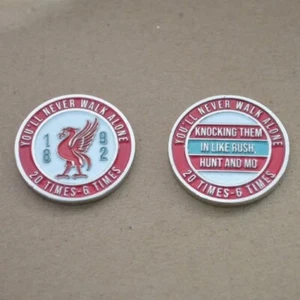 YOU'LL NEVER WALK ALONE
18 92
20 TIMES-6 TIMES
YOU'LL NEVER WALK ALONE
KNOCKING THEM
IN LIKE RUSH,
HUNT AND MO
20 TIMES-6 TIMES